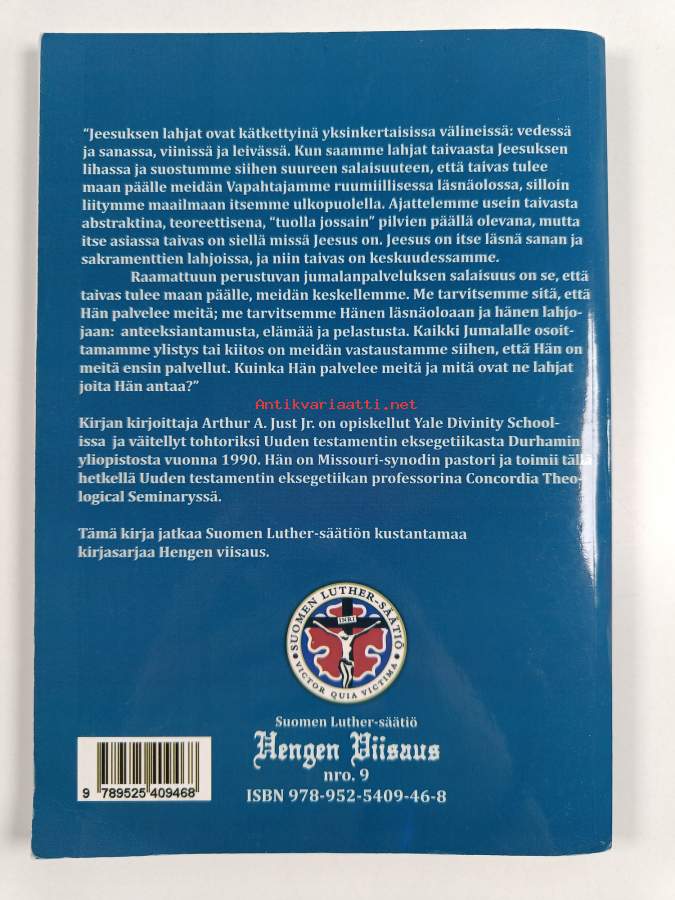 “Jeesuksen lahjat ovat kätkettyinä yksinkertaisissa välineissä: vedessä
ja sanassa, viinissä ja leivässä. Kun saamme lahjat taivaasta Jeesuksen
lihassa ja suostumme siihen suureen salaisuuteen, että taivas tulee
maan päälle meidän Vapahtajamme ruumiillisessa läsnäolossa, silloin
liitymme maailmaan itsemme ulkopuolella. Ajattelemme usein taivasta
abstraktina, teoreettisena, “tuolla jossain” pilvien päällä olevana, mutta
itse asiassa taivas on siellä missä Jeesus on. Jeesus on itse läsnä sanan ja
sakramenttien lahjoissa, ja niin taivas on keskuudessamme.
Raamattuun perustuvan jumalanpalveluksen salaisuus on se, että
taivas tulee maan päälle, meidän keskellemme. Me tarvitsemme sitä, että
Hän palvelee meitä; me tarvitsemme Hänen läsnäoloaan ja hänen lahjo-
jaan: anteeksiantamusta, elämää ja pelastusta. Kaikki Jumalalle osoit-
tamamme ylistys tai kiitos on meidän vastaustamme siihen, että Hän on
meitä ensin palvellut. Kuinka Hän palvelee meitä ja mitä ovat ne lahjat
joita Hän antaa?”
Antikvariaatti.net
Kirjan kirjoittaja Arthur A. Just Jr. on opiskellut Yale Divinity School-
issa ja väitellyt tohtoriksi Uuden testamentin eksegetiikasta Durhamin
yliopistosta vuonna 1990. Hän on Missouri-synodin pastori ja toimii tällä
hetkellä Uuden testamentin eksegetiikan professorina Concordia Theo-
logical Seminaryssä.
Tämä kirja jatkaa Suomen Luther-säätiön kustantamaa
kirjasarjaa Hengen viisaus.
SUOMEN LUTHER-SÄÄTIÖ
INRI
VICTOR QUIA VICTIMA
Suomen Luther-säätiö
Hengen Viisaus
nro. 9
ISBN 978-952-5409-46-8
9 789525 409468